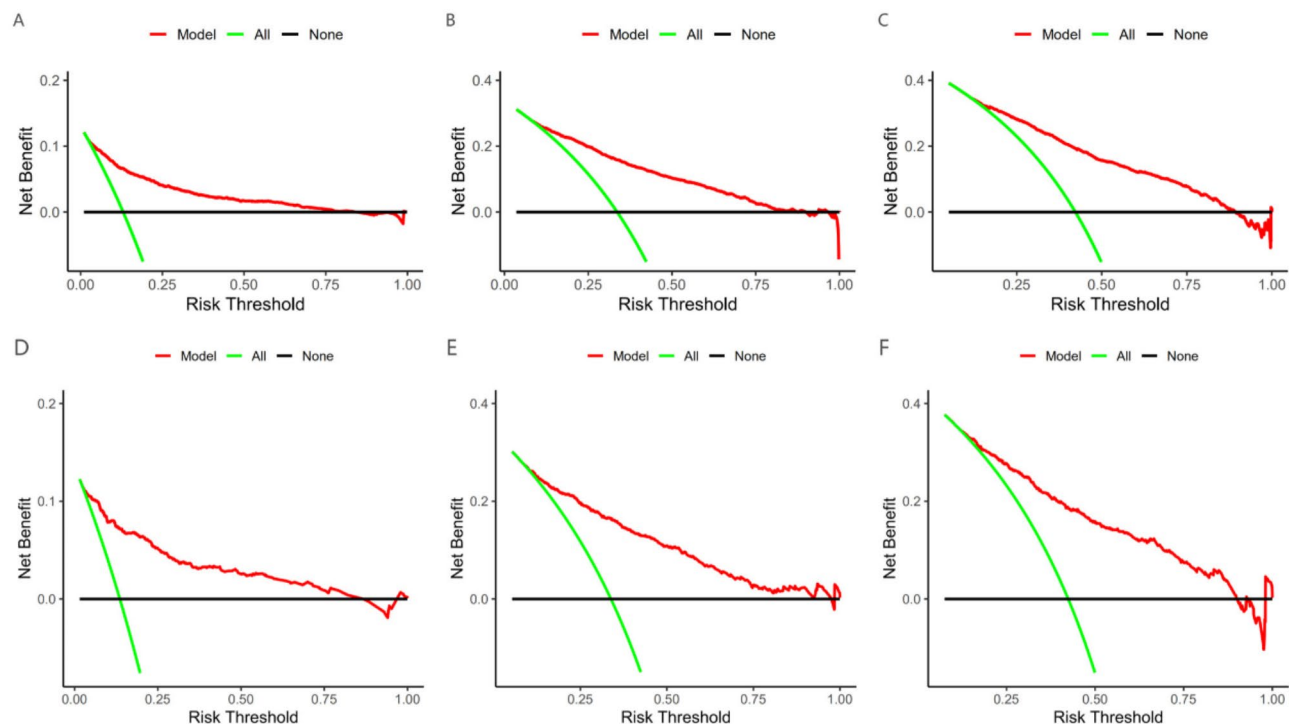 A
Model All None
0.2
0.1
0.0
Net Benefit
0.00 0.25 0.50 0.75 1.00
Risk Threshold
B
Model All None
0.4
0.2
0.0
Net Benefit
0.00 0.25 0.50 0.75 1.00
Risk Threshold
C
Model All None
0.4
0.2
0.0
Net Benefit
0.25 0.50 0.75 1.00
Risk Threshold
D
Model All None
0.2
0.1
0.0
Net Benefit
0.00 0.25 0.50 0.75 1.00
Risk Threshold
E
Model All None
0.4
0.2
0.0
Net Benefit
0.25 0.50 0.75 1.00
Risk Threshold
F
Model All None
0.4
0.2
0.0
Net Benefit
0.25 0.50 0.75 1.00
Risk Threshold